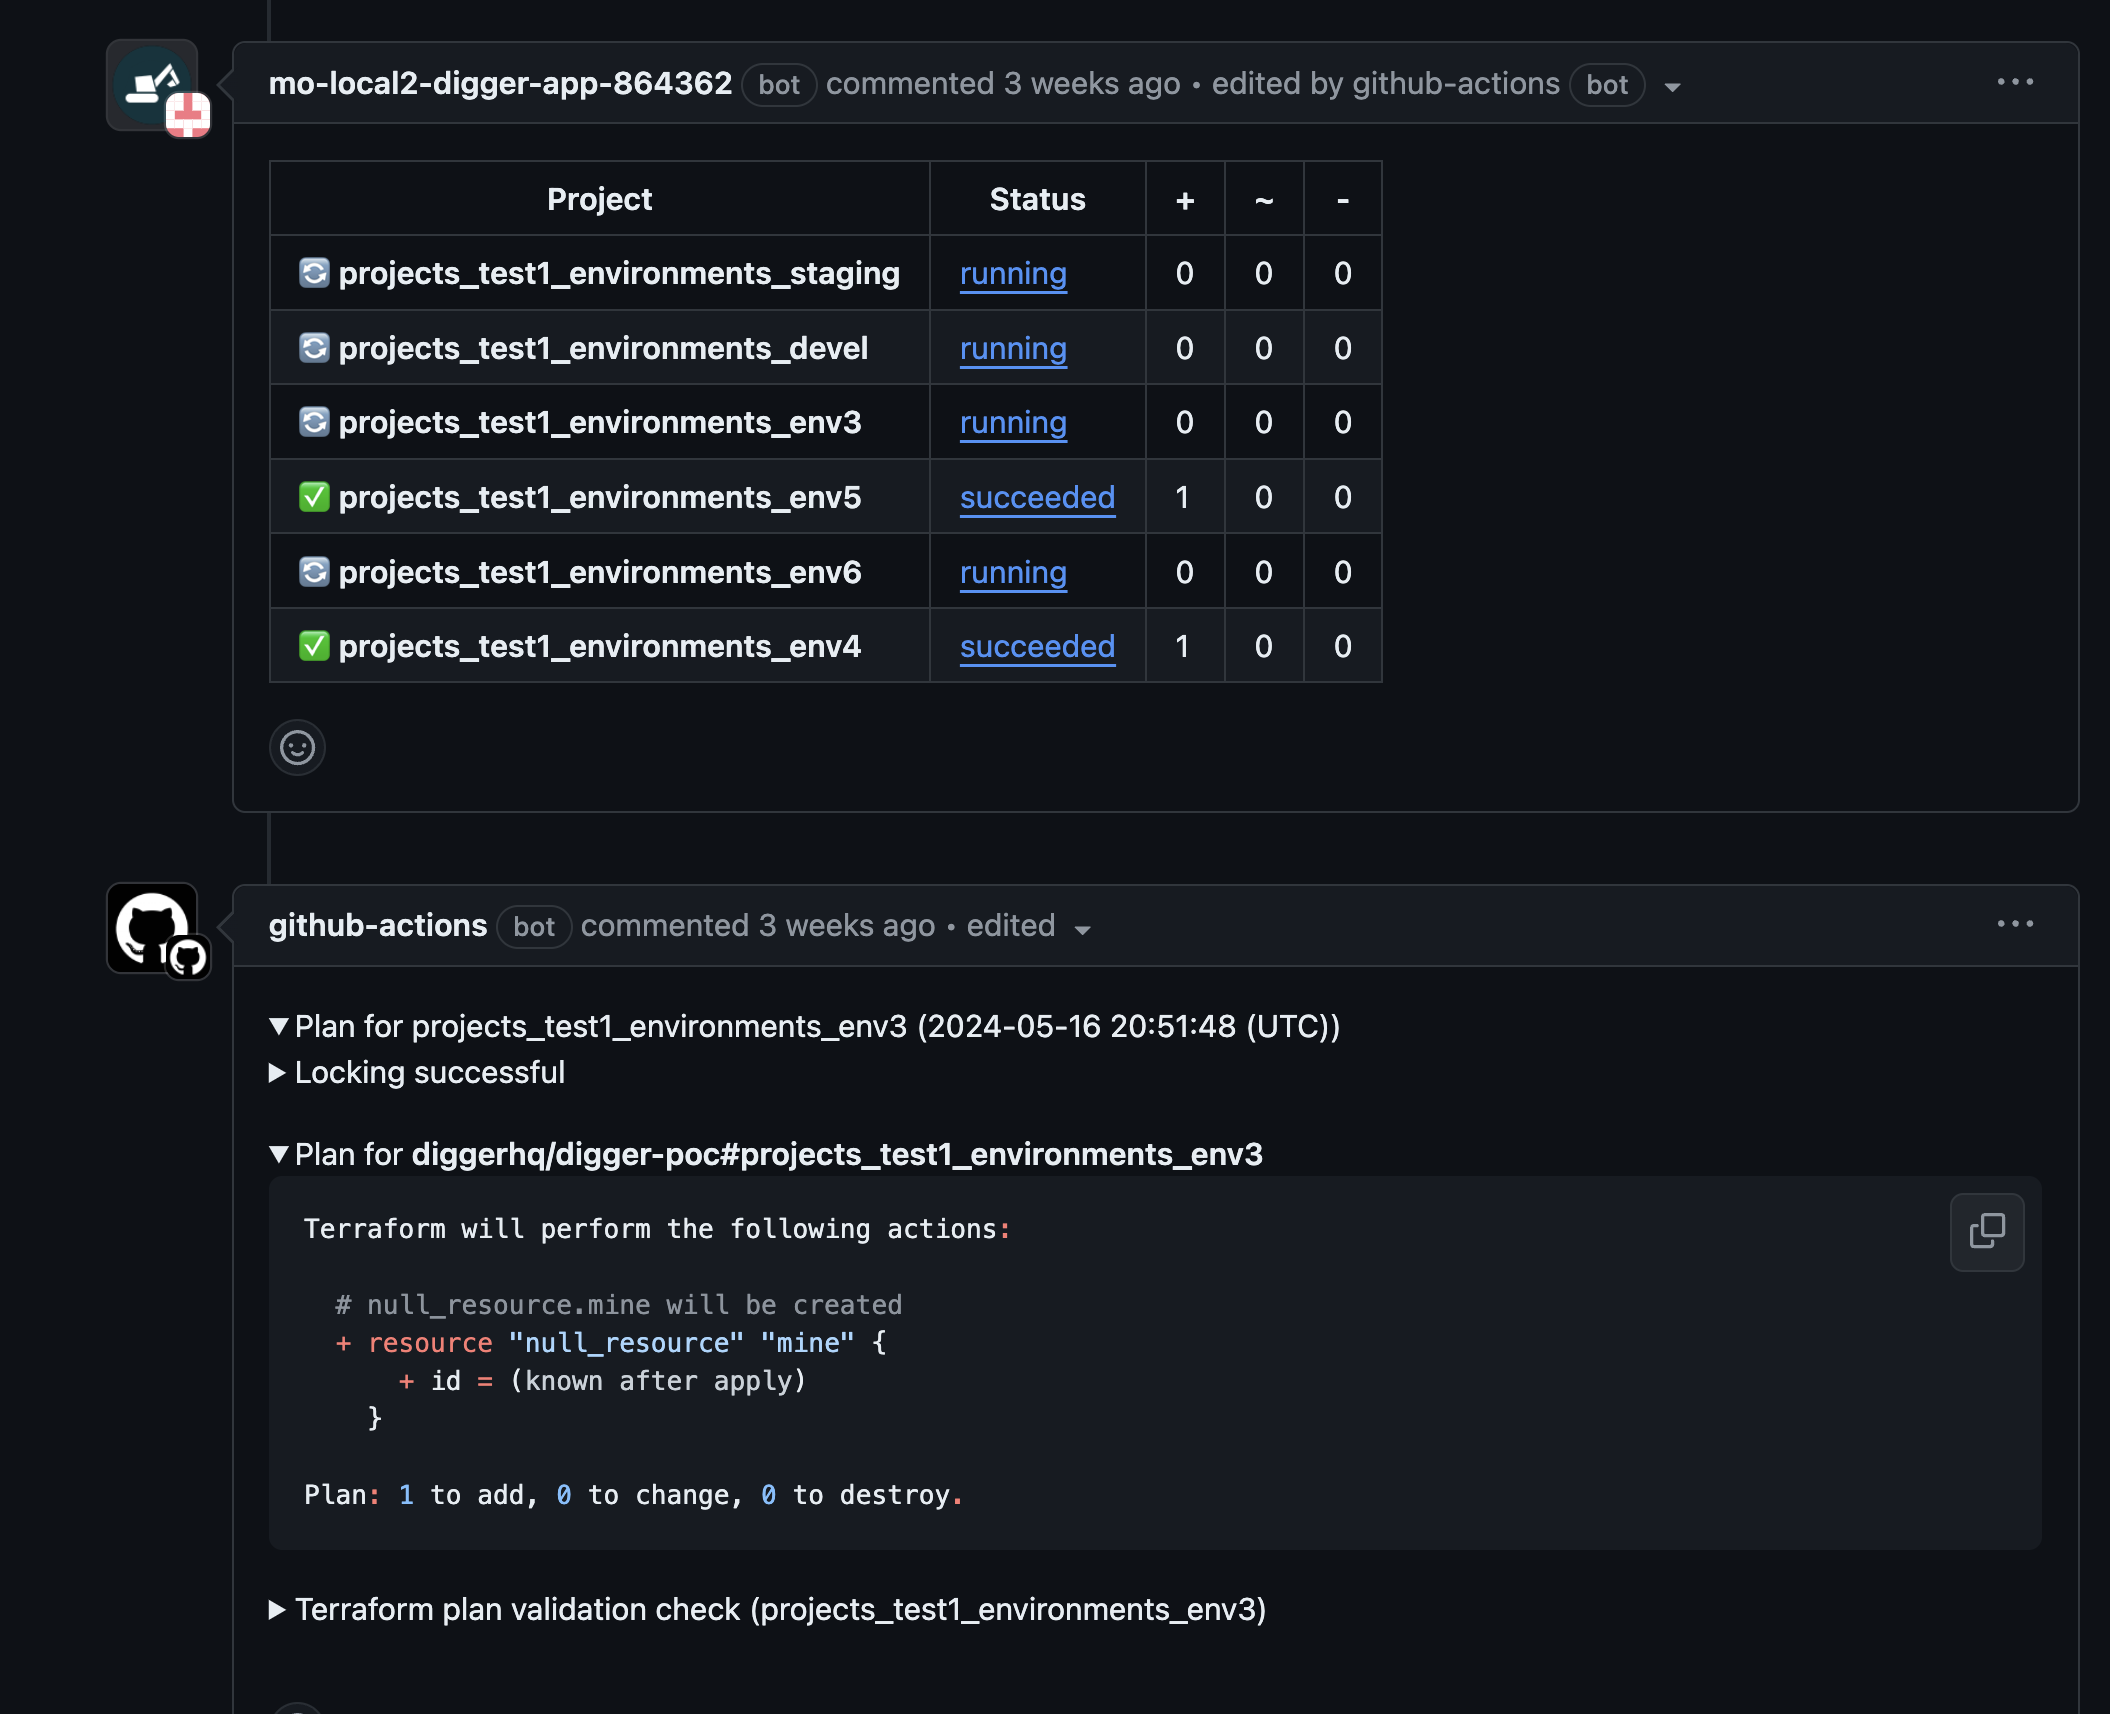 mo-local2-digger-app-864362 bot commented 3 weeks ago • edited by github-actions bot
Project Status + ~ -
projects_test1_environments_staging running 0 0 0
projects_test1_environments_devel running 0 0 0
projects_test1_environments_env3 running 0 0 0
projects_test1_environments_env5 succeeded 1 0 0
projects_test1_environments_env6 running 0 0 0
projects_test1_environments_env4 succeeded 1 0 0
github-actions bot commented 3 weeks ago • edited
Plan for projects_test1_environments_env3 (2024-05-16 20:51:48 (UTC))
Locking successful
Plan for diggerhq/digger-poc#projects_test1_environments_env3
Terraform will perform the following actions:
# null_resource.mine will be created
+ resource "null_resource" "mine" {
+ id = (known after apply)
}
Plan: 1 to add, 0 to change, 0 to destroy.
Terraform plan validation check (projects_test1_environments_env3)